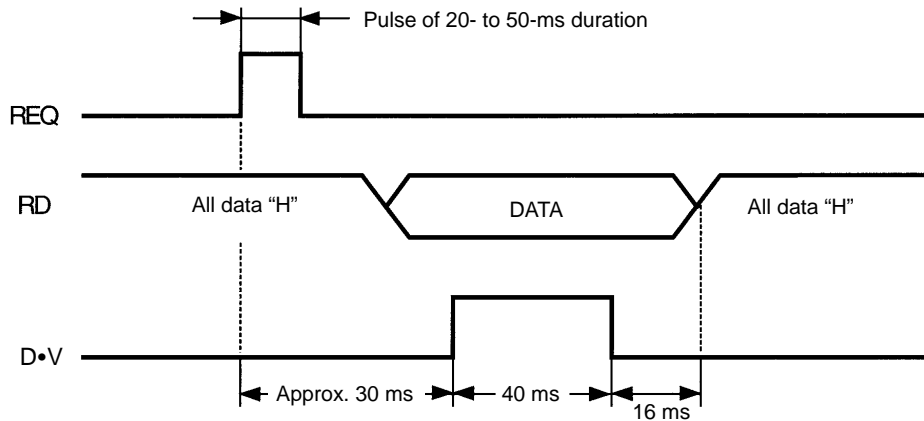 Pulse of 20- to 50-ms duration
REQ
RD
All data “H”
DATA
All data “H”
D•V
Approx. 30 ms
40 ms
16 ms